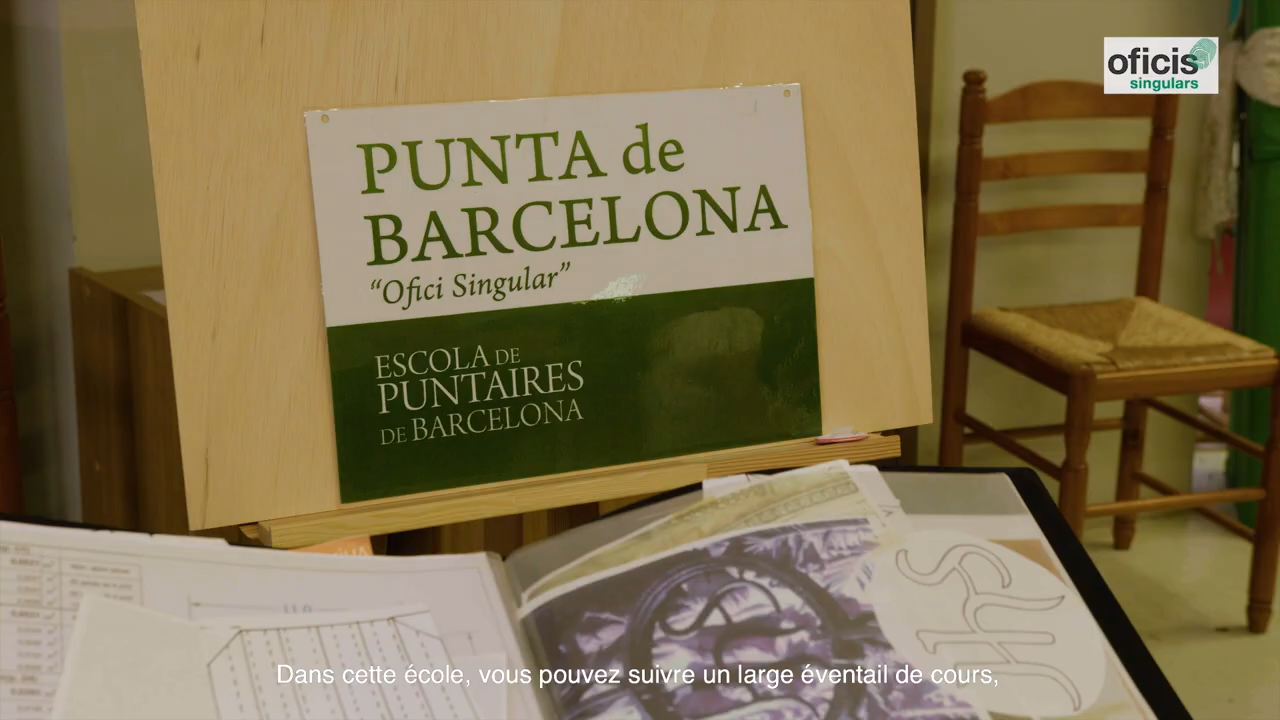 oficis
singulars
PUNTA de
BARCELONA
“Ofici Singular”
ESCOLA DE
PUNTAIRES
DE BARCELONA
Dans cette école, vous pouvez suivre un large éventail de cours,